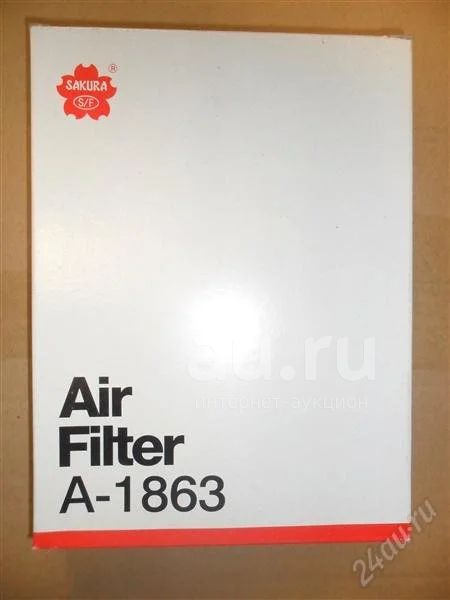 SAKURA ®
S/F
au.ru
интернет-аукцион
Air
Filter
A-1863
24au.ru